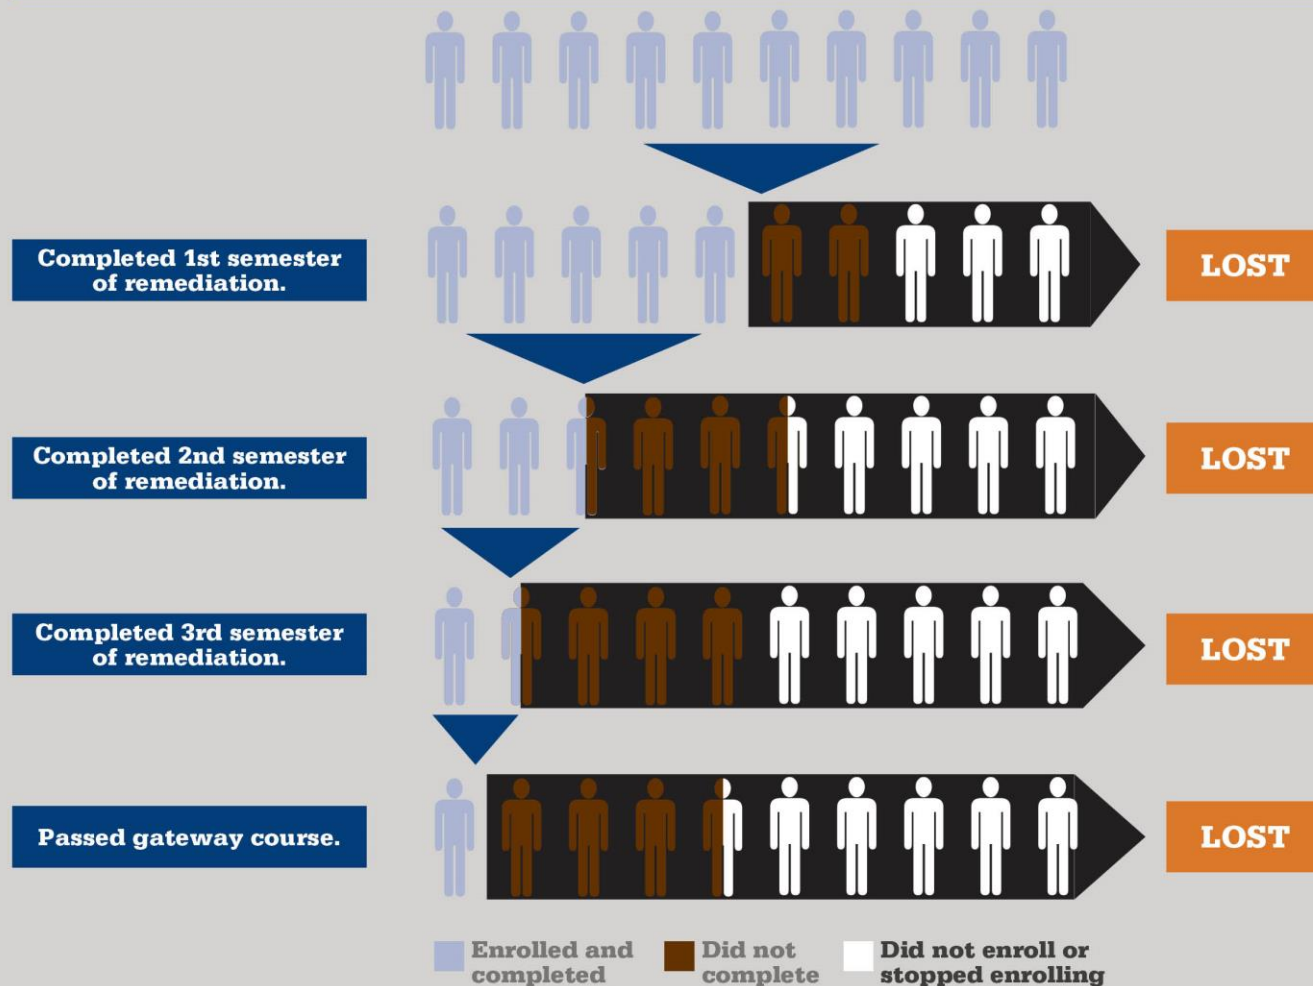 Completed 1st semester
of remediation.
LOST
Completed 2nd semester
of remediation.
LOST
Completed 3rd semester
of remediation.
LOST
Passed gateway course.
LOST
Enrolled and
completed
Did not
complete
Did not enroll or
stopped enrolling